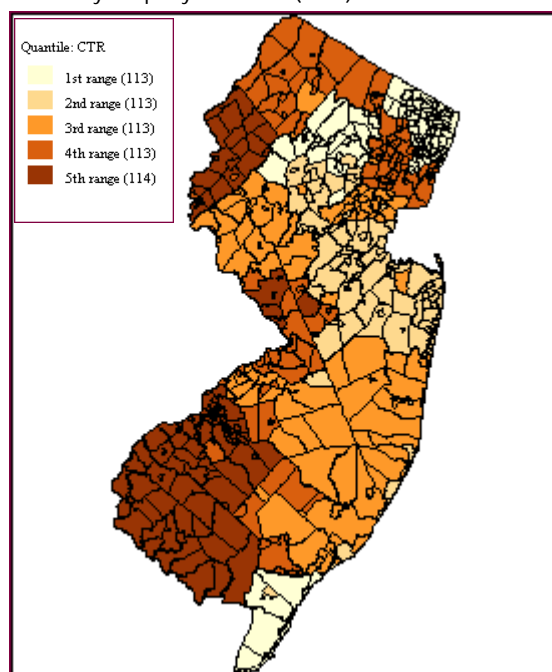 Quantile: CTR
1st range (113)
2nd range (113)
3rd range (113)
4th range (113)
5th range (114)